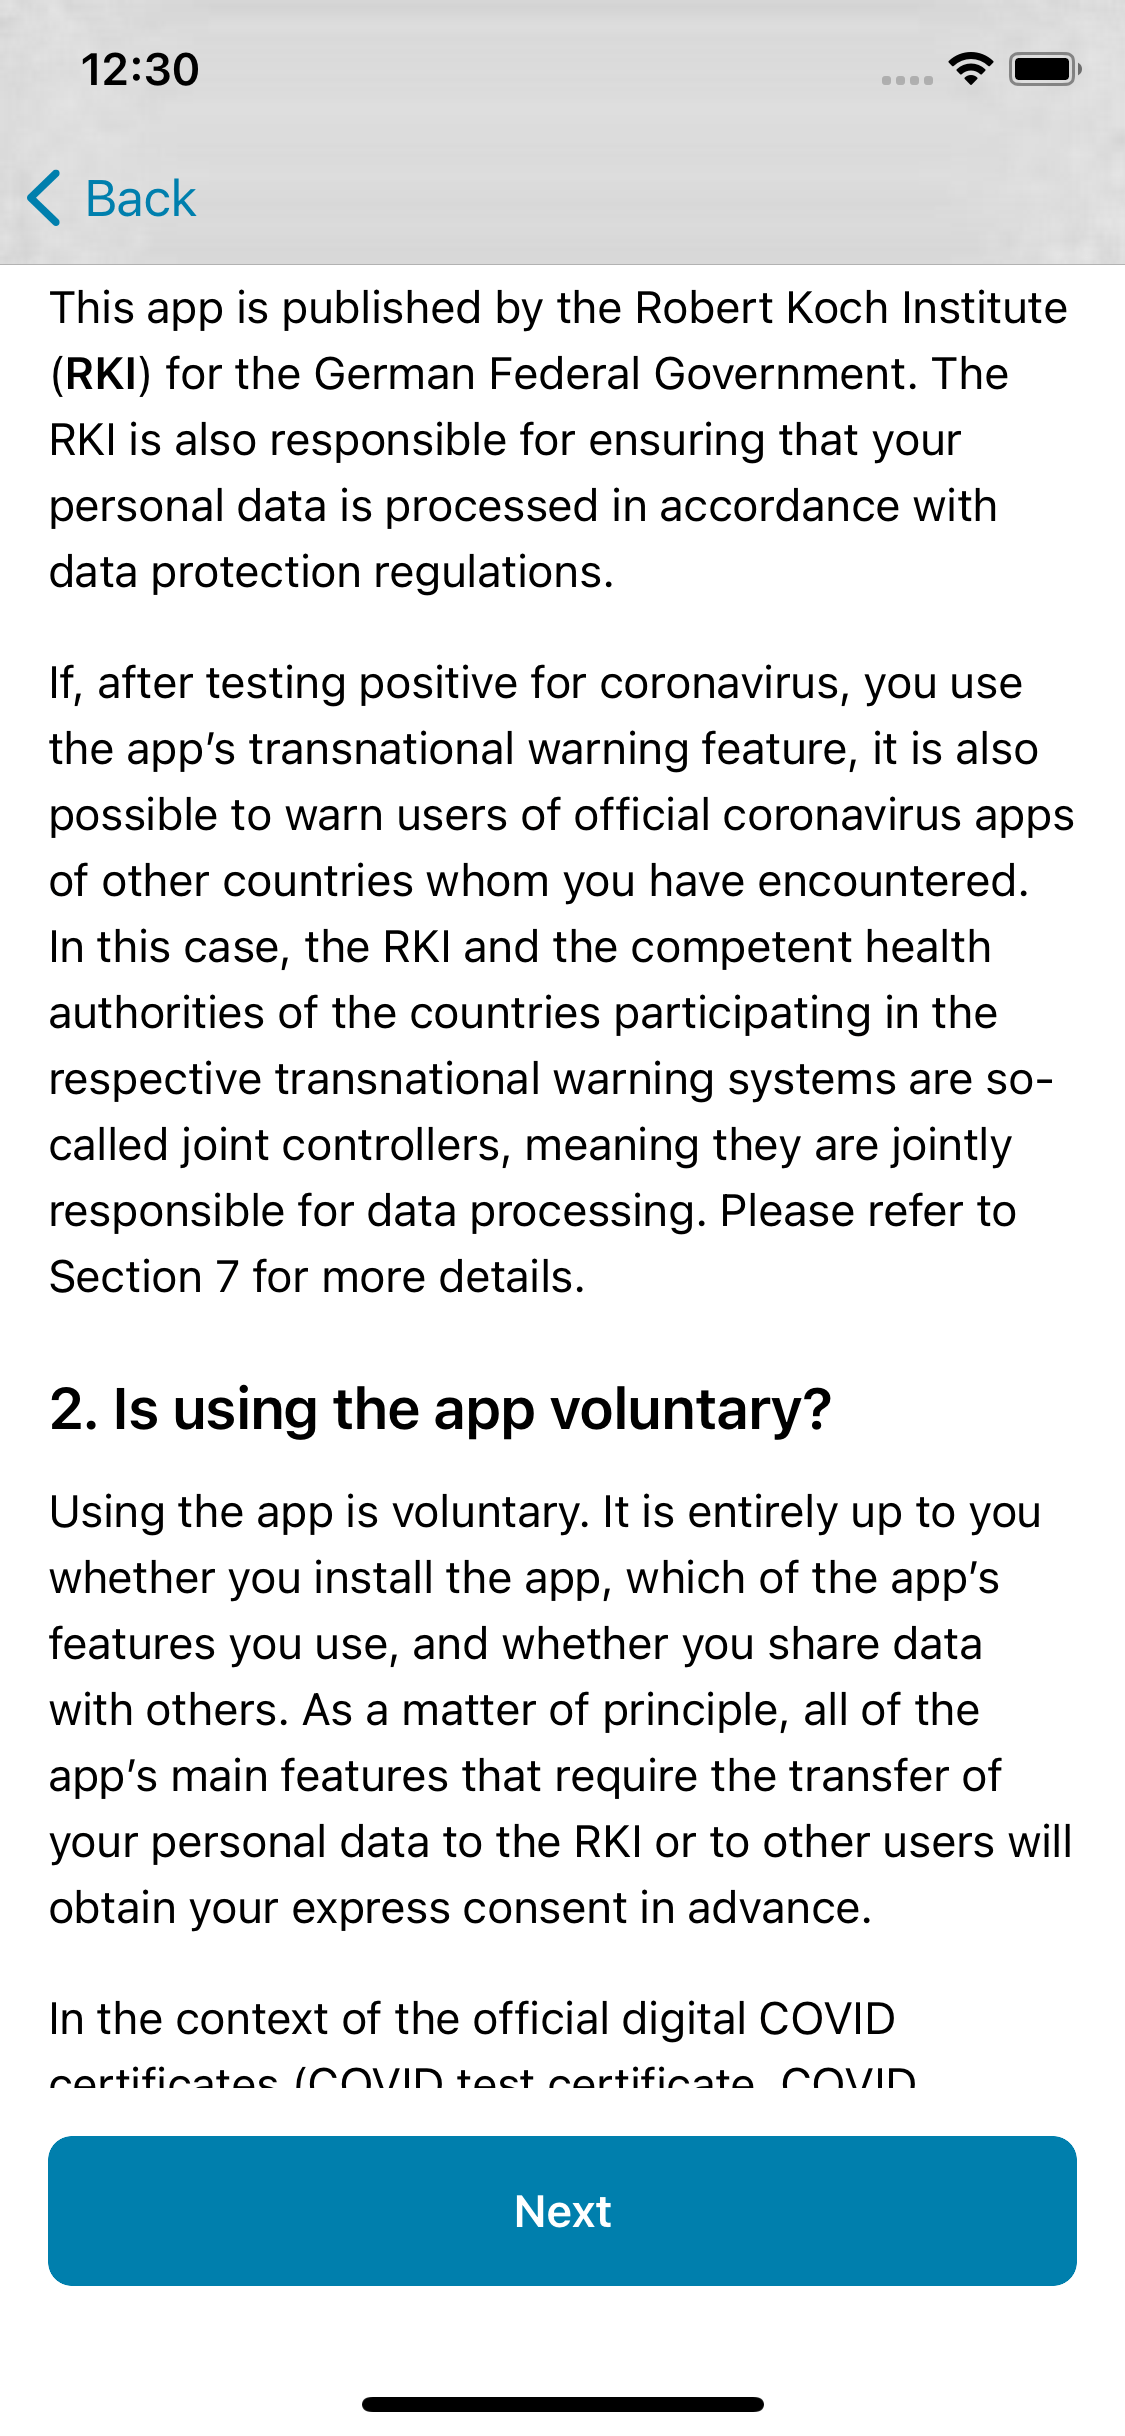 12:30
Back
This app is published by the Robert Koch Institute
(RKI) for the German Federal Government. The
RKI is also responsible for ensuring that your
personal data is processed in accordance with
data protection regulations.
If, after testing positive for coronavirus, you use
the app’s transnational warning feature, it is also
possible to warn users of official coronavirus apps
of other countries whom you have encountered.
In this case, the RKI and the competent health
authorities of the countries participating in the
respective transnational warning systems are so-
called joint controllers, meaning they are jointly
responsible for data processing. Please refer to
Section 7 for more details.
2. Is using the app voluntary?
Using the app is voluntary. It is entirely up to you
whether you install the app, which of the app’s
features you use, and whether you share data
with others. As a matter of principle, all of the
app’s main features that require the transfer of
your personal data to the RKI or to other users will
obtain your express consent in advance.
In the context of the official digital COVID
certificates (COVID test certificate, COVID
Next